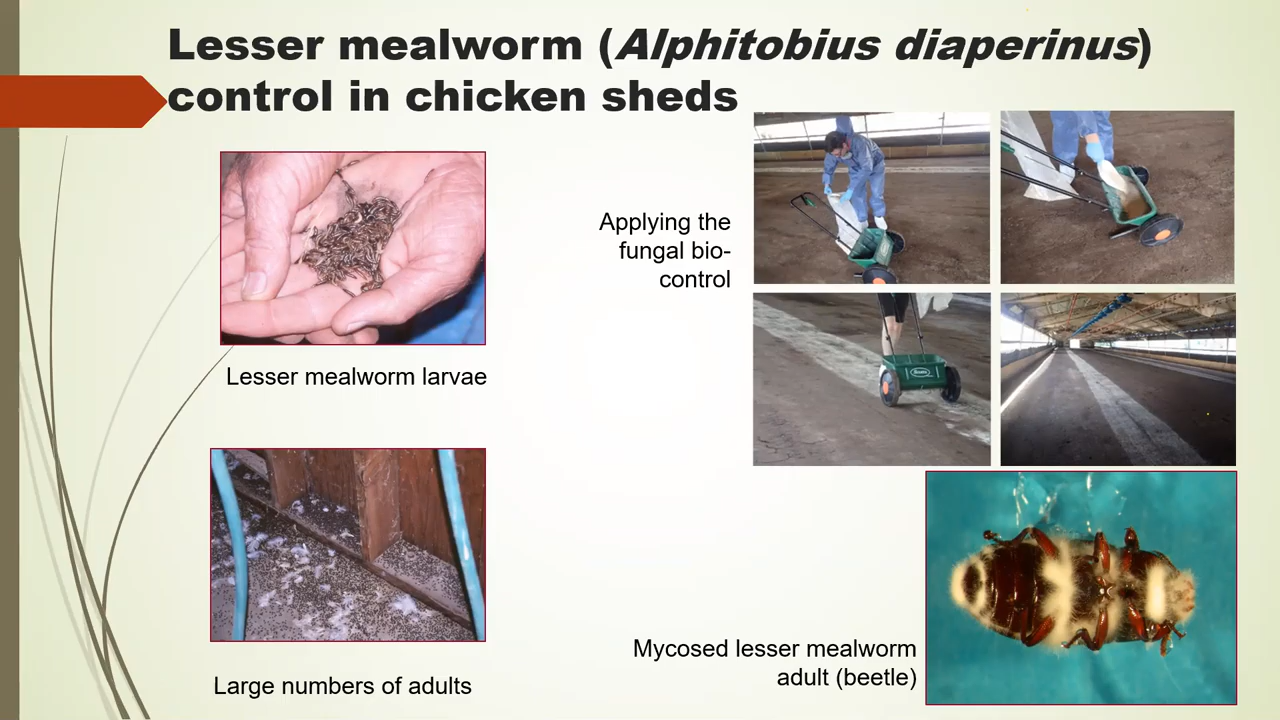 Lesser mealworm (Alphitobius diaperinus)
control in chicken sheds
Applying the
fungal bio-
control
Lesser mealworm larvae
Large numbers of adults
Mycosed lesser mealworm
adult (beetle)